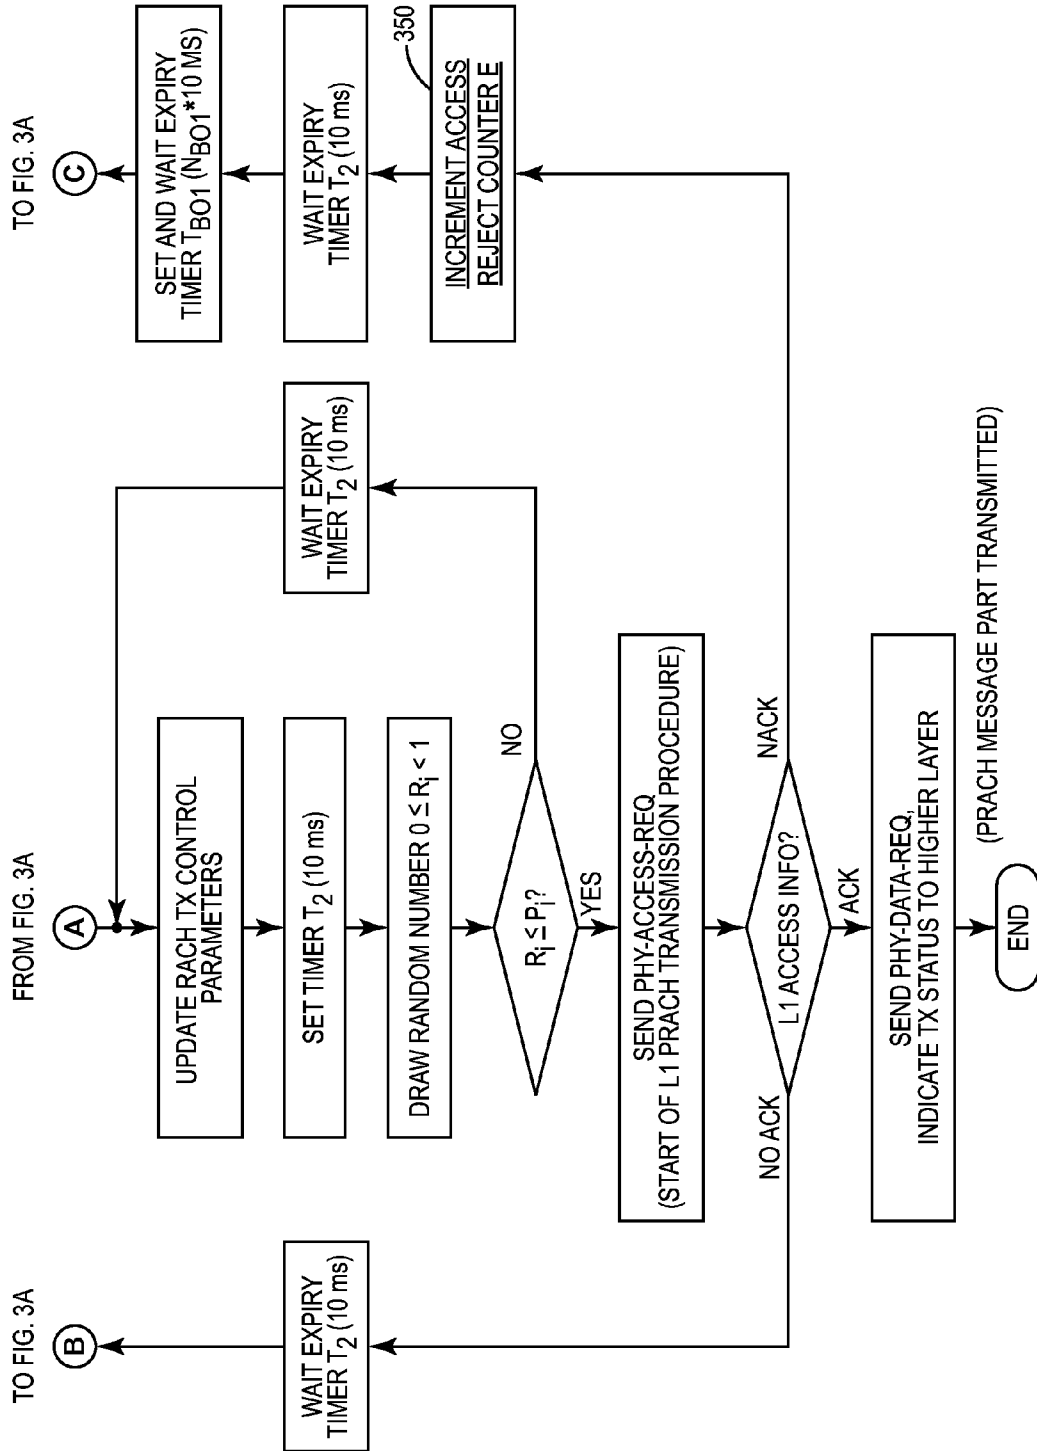 TO FIG. 3A
B
WAIT EXPIRY
TIMER T2 (10 ms)
FROM FIG. 3A
A
UPDATE RACH TX CONTROL
PARAMETERS
SET TIMER T2 (10 ms)
DRAW RANDOM NUMBER 0 ≤ Ri < 1
Ri ≤ Pi?
NO
YES
WAIT EXPIRY
TIMER T2 (10 ms)
SEND PHY-ACCESS-REQ
(START OF L1 PRACH TRANSMISSION PROCEDURE)
L1 ACCESS INFO?
NO ACK
ACK
NACK
SEND PHY-DATA-REQ,
INDICATE TX STATUS TO HIGHER LAYER
(PRACH MESSAGE PART TRANSMITTED)
END
TO FIG. 3A
C
SET AND WAIT EXPIRY
TIMER TBO1 (NBO1*10 MS)
WAIT EXPIRY
TIMER T2 (10 ms)
350
INCREMENT ACCESS
REJECT COUNTER E